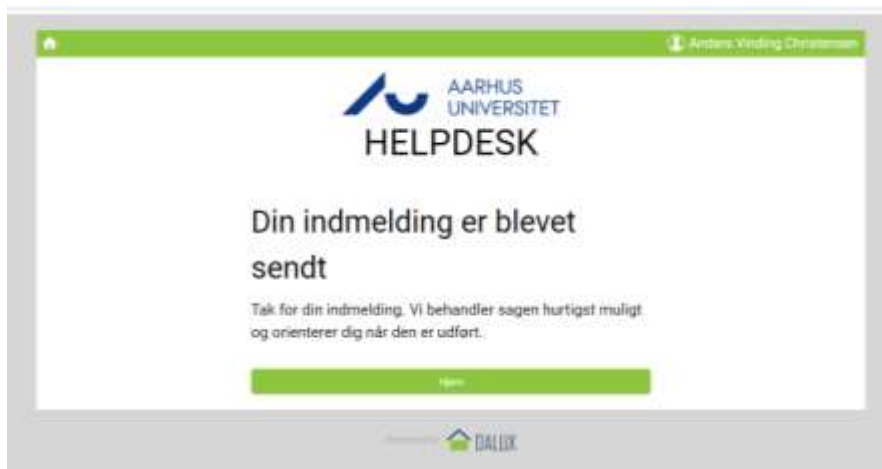 Anders Vinding Christensen
AARHUS
UNIVERSITET
HELPDESK
Din indmelding er blevet
sendt
Tak for din indmelding. Vi behandler sagen hurtigst muligt
og orienterer dig når den er udført.
Hjem
DALUX